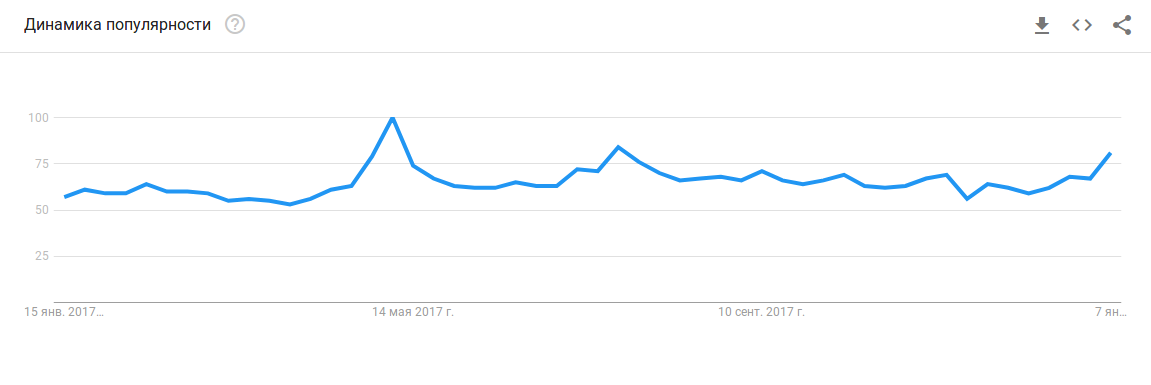 Динамика популярности ?
100
75
50
25
15 янв. 2017…
14 мая 2017 г.
10 сент. 2017 г.
7 ян…